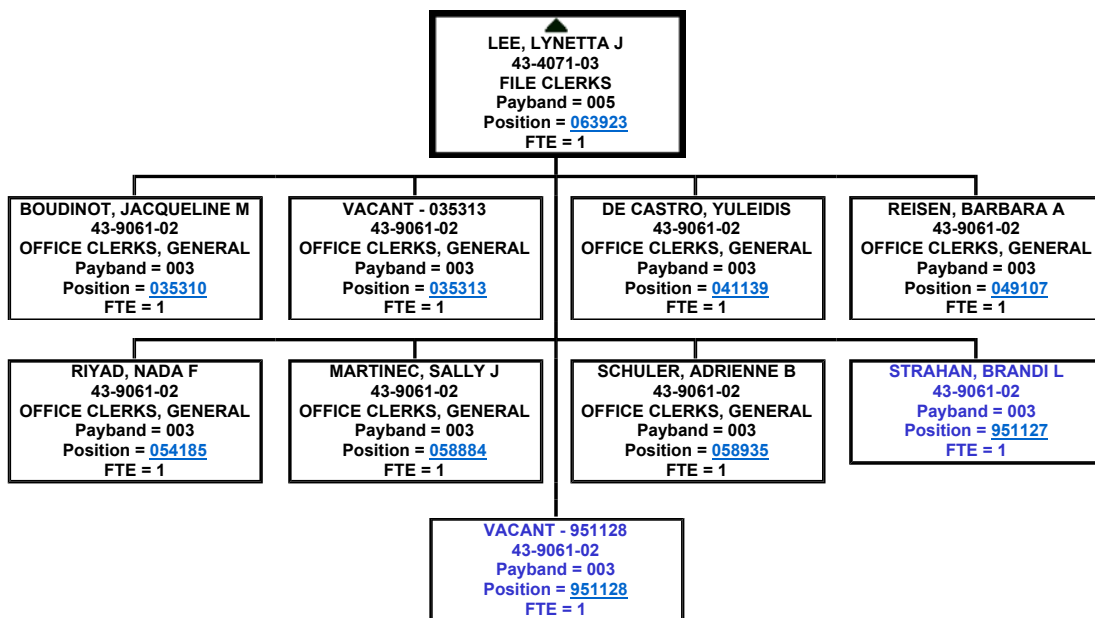 LEE, LYNETTA J
43-4071-03
FILE CLERKS
Payband = 005
Position = 063923
FTE = 1
BOUDINOT, JACQUELINE M
43-9061-02
OFFICE CLERKS, GENERAL
Payband = 003
Position = 035310
FTE = 1
VACANT - 035313
43-9061-02
OFFICE CLERKS, GENERAL
Payband = 003
Position = 035313
FTE = 1
DE CASTRO, YULEIDIS
43-9061-02
OFFICE CLERKS, GENERAL
Payband = 003
Position = 041139
FTE = 1
REISEN, BARBARA A
43-9061-02
OFFICE CLERKS, GENERAL
Payband = 003
Position = 049107
FTE = 1
RIYAD, NADA F
43-9061-02
OFFICE CLERKS, GENERAL
Payband = 003
Position = 054185
FTE = 1
MARTINEC, SALLY J
43-9061-02
OFFICE CLERKS, GENERAL
Payband = 003
Position = 058884
FTE = 1
SCHULER, ADRIENNE B
43-9061-02
OFFICE CLERKS, GENERAL
Payband = 003
Position = 058935
FTE = 1
STRAHAN, BRANDI L
43-9061-02
Payband = 003
Position = 951127
FTE = 1
VACANT - 951128
43-9061-02
Payband = 003
Position = 951128
FTE = 1